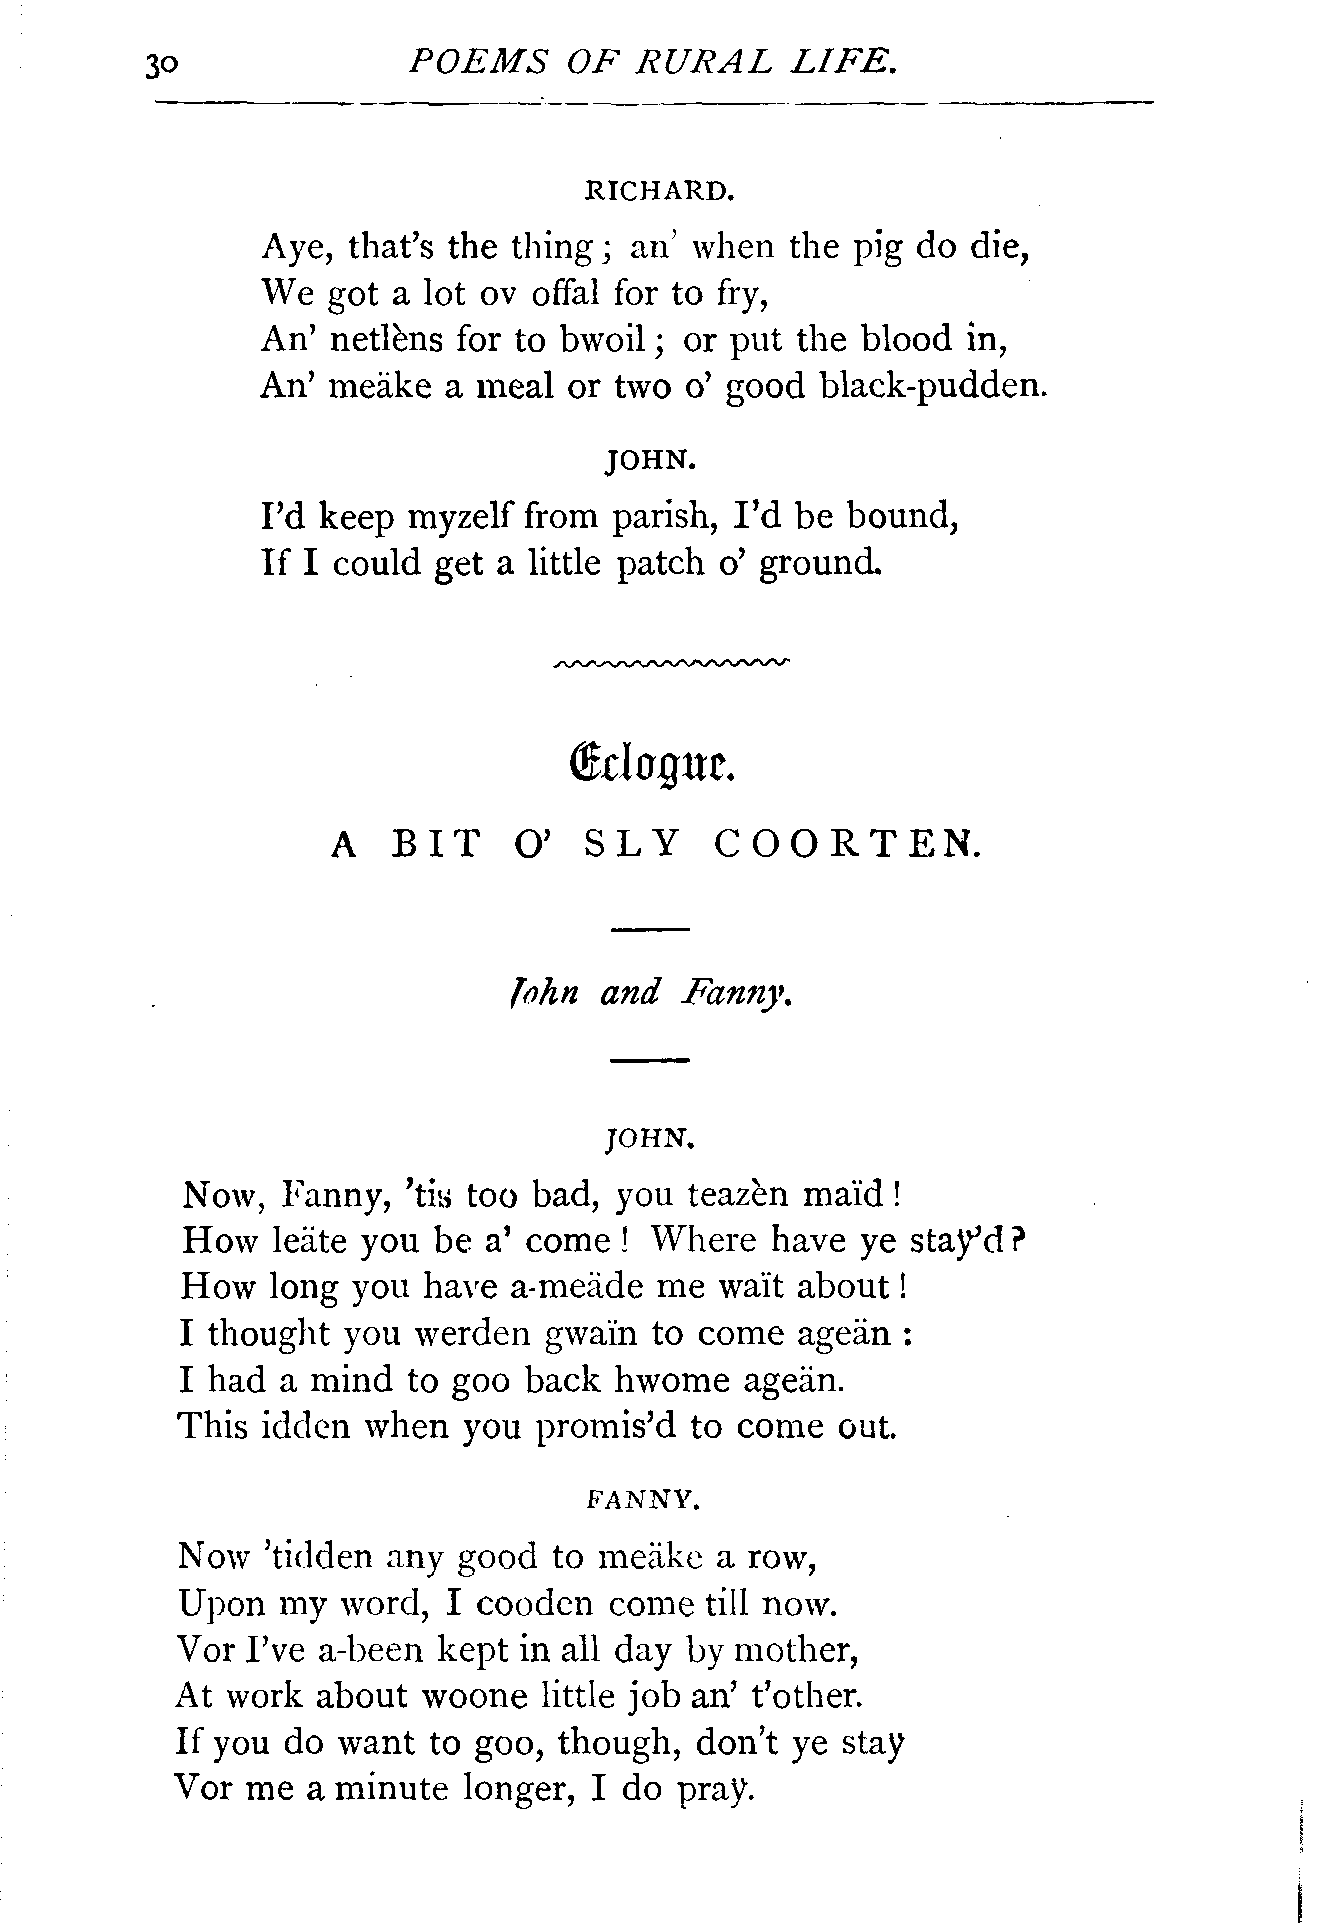 30 POEMS OF RURAL LIFE.
RICHARD.
Aye, that's the thing; an' when the pig do die,
We got a lot ov offal for to fry,
An' netlèns for to bwoil; or put the blood in,
An' meäke a meal or two o' good black-pudden.
JOHN.
I'd keep myzelf from parish, I'd be bound,
If I could get a little patch o' ground.
Eclogue.
A BIT O' SLY COORTEN.
John and Fanny.
JOHN.
Now, Fanny, 'tis too bad, you teazèn maïd!
How leäte you be a' come! Where have ye staÿ'd?
How long you have a-meäde me waït about!
I thought you werden gwaïn to come ageän:
I had a mind to goo back hwome ageän.
This idden when you promis'd to come out.
FANNY.
Now 'tidden any good to meäke a row,
Upon my word, I cooden come till now.
Vor I've a-been kept in all day by mother,
At work about woone little job an' t'other.
If you do want to goo, though, don't ye staÿ
Vor me a minute longer, I do praÿ.